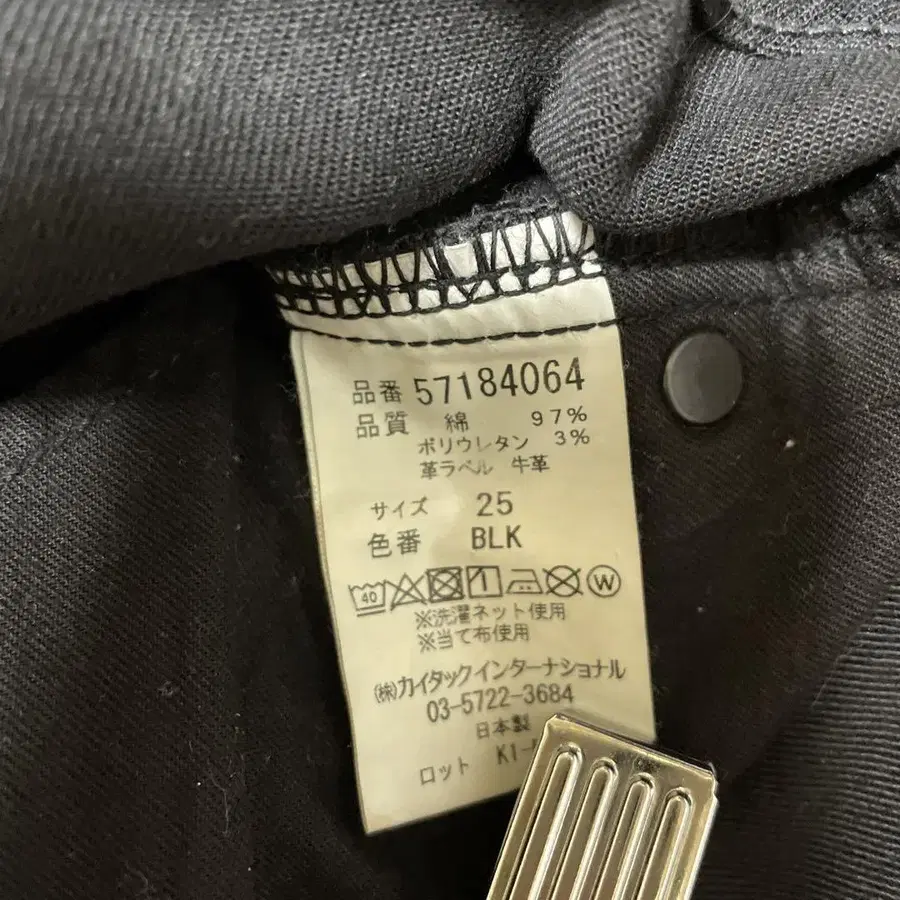 品番 57184064
品質 綿 97%
ポリウレタン 3%
革ラベル 牛革
サイズ 25
色番 BLK
40 W
※洗濯ネット使用
※当て布使用
㈱カイタックインターナショナル
03-5722-3684
日本製
ロット